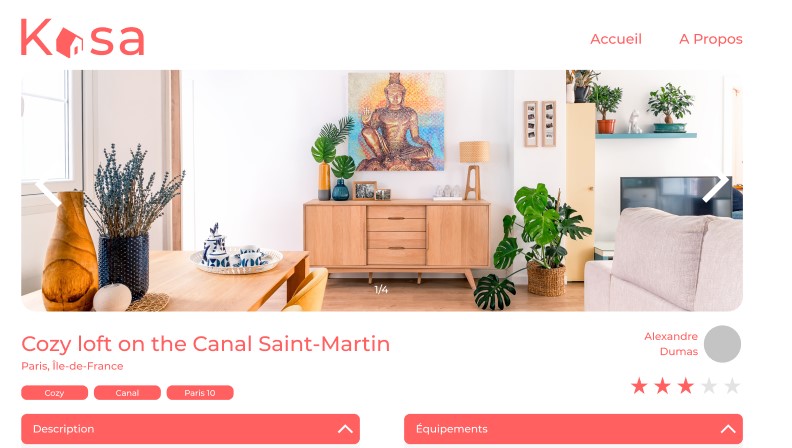 Kasa
Accueil
A Propos
1/4
Cozy loft on the Canal Saint-Martin
Paris, Île-de-France
Alexandre
Dumas
Cozy
Canal
Paris 10
Description
Équipements